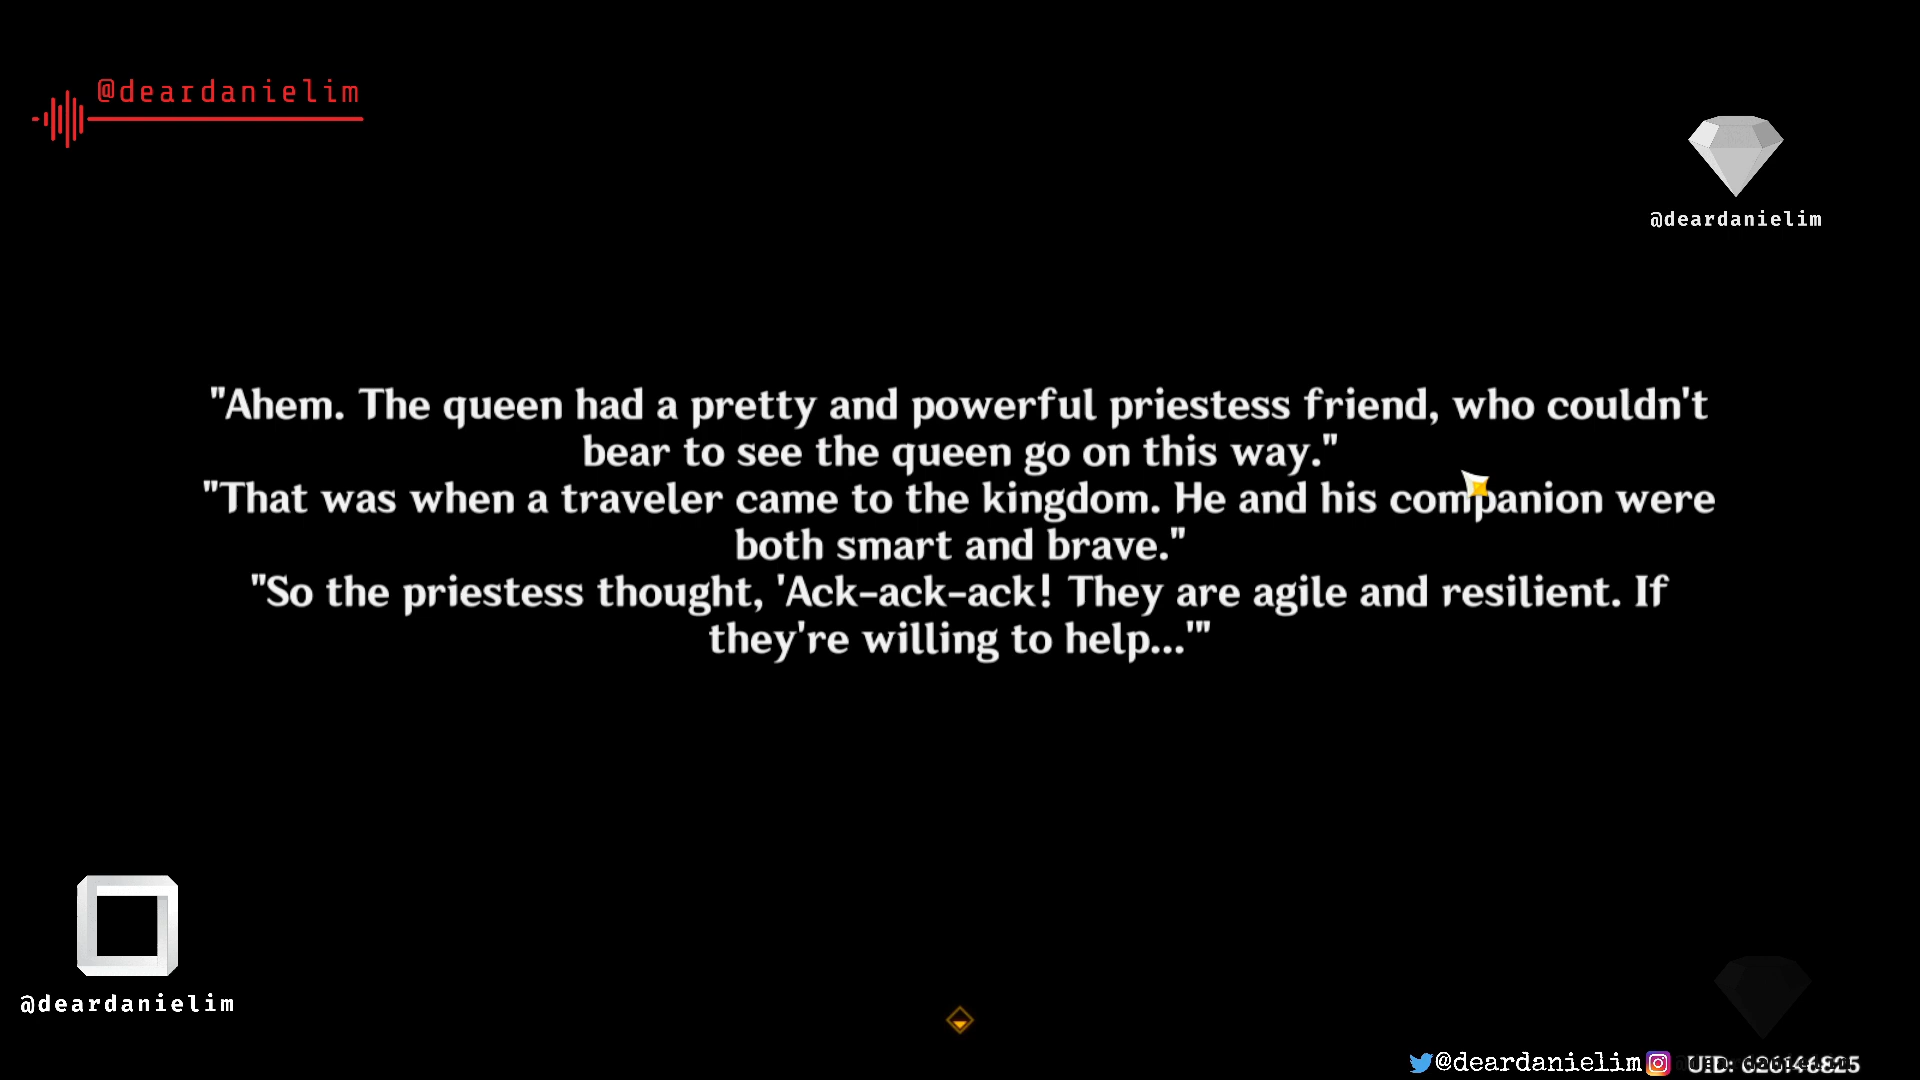 @deardanielim
@deardanielim
"Ahem. The queen had a pretty and powerful priestess friend, who couldn't
bear to see the queen go on this way."
"That was when a traveler came to the kingdom. He and his companion were
both smart and brave."
"So the priestess thought, 'Ack-ack-ack! They are agile and resilient. If
they're willing to help...'"
@deardanielim
@deardanielim UID: 626146825